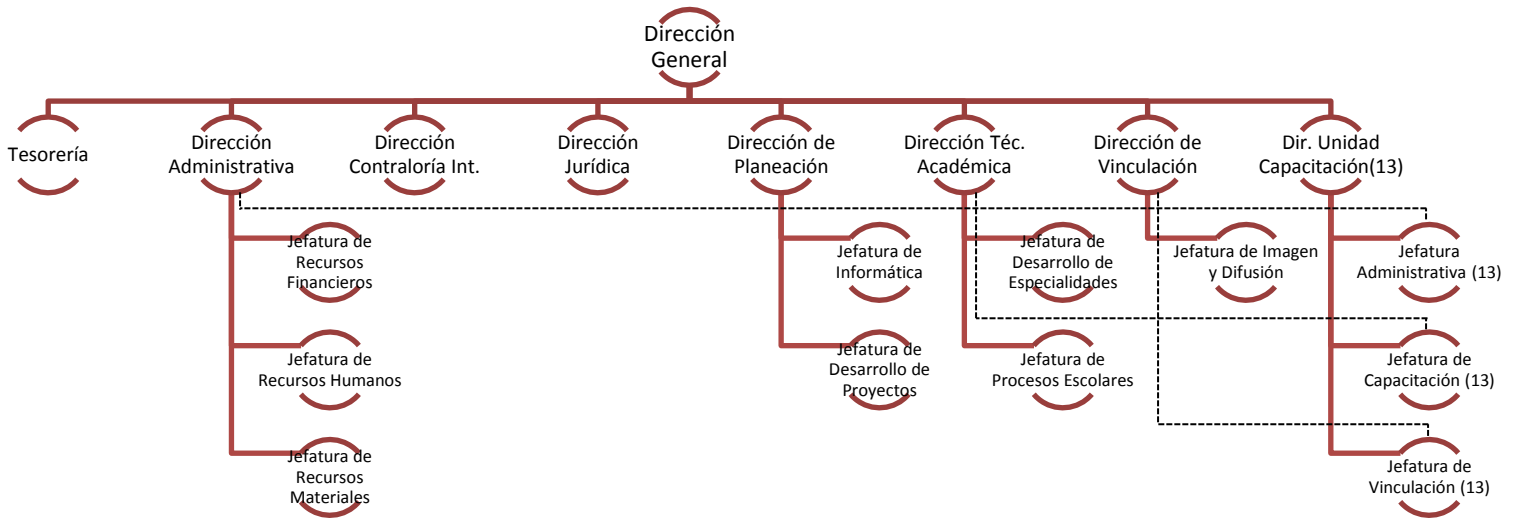 Dirección
General
Tesorería
Dirección
Administrativa
Dirección
Contraloría Int.
Dirección
Jurídica
Dirección de
Planeación
Dirección Téc.
Académica
Dirección de
Vinculación
Dir. Unidad
Capacitación(13)
Jefatura de
Recursos
Financieros
Jefatura de
Recursos Humanos
Jefatura de
Recursos
Materiales
Jefatura de
Informática
Jefatura de
Desarrollo de
Proyectos
Jefatura de
Desarrollo de
Especialidades
Jefatura de
Procesos Escolares
Jefatura de Imagen
y Difusión
Jefatura
Administrativa (13)
Jefatura de
Capacitación (13)
Jefatura de
Vinculación (13)